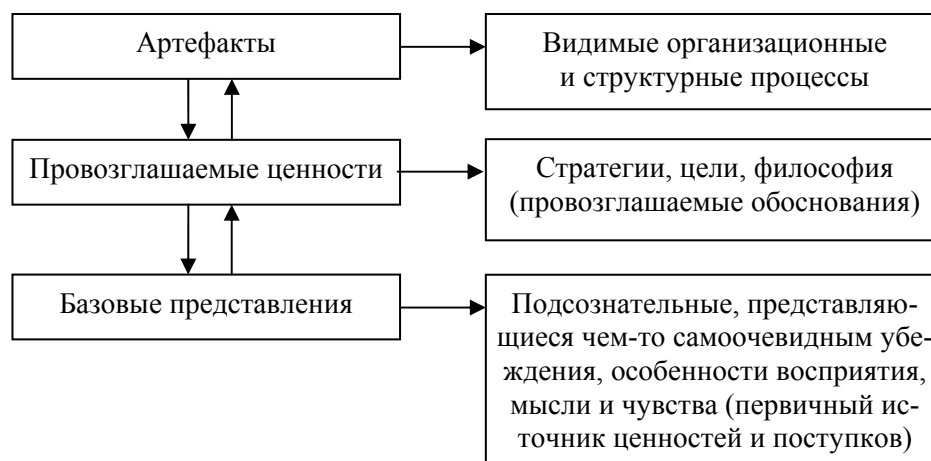 Артефакты
Видимые организационные
и структурные процессы
Провозглашаемые ценности
Стратегии, цели, философия
(провозглашаемые обоснования)
Базовые представления
Подсознательные, представляю-
щиеся чем-то самоочевидным убе-
ждения, особенности восприятия,
мысли и чувства (первичный ис-
точник ценностей и поступков)